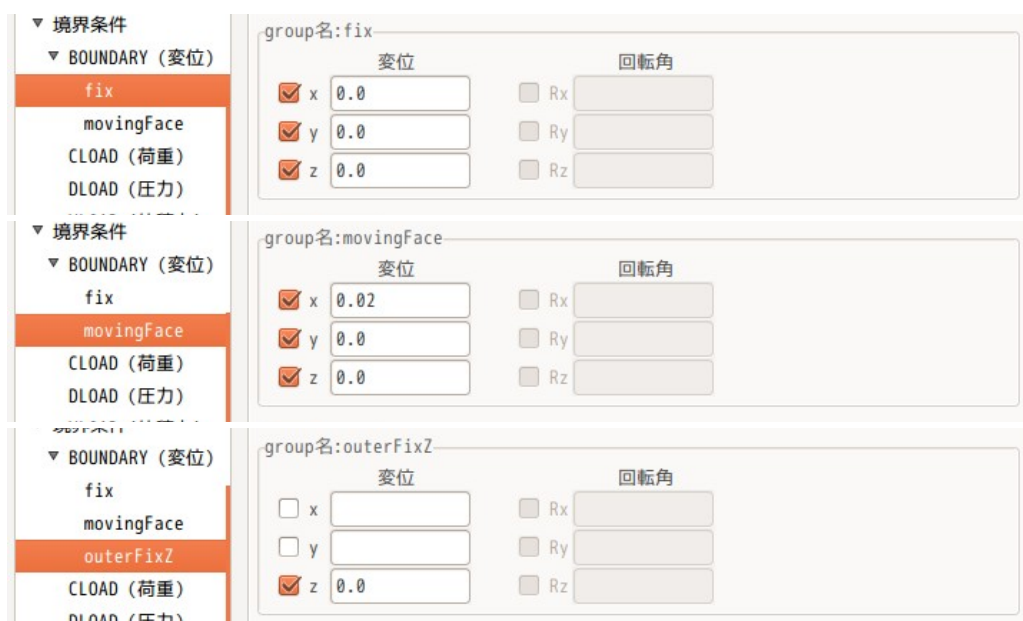 ▼ 境界条件
▼ BOUNDARY (変位)
fix
movingFace
CLOAD (荷重)
DLOAD (圧力)
group名:fix
変位 回転角
x 0.0 Rx
y 0.0 Ry
z 0.0 Rz
▼ 境界条件
▼ BOUNDARY (変位)
fix
movingFace
CLOAD (荷重)
DLOAD (圧力)
group名:movingFace
変位 回転角
x 0.02 Rx
y 0.0 Ry
z 0.0 Rz
▼ BOUNDARY (変位)
fix
movingFace
outerFixZ
CLOAD (荷重)
DLOAD (圧力)
group名:outerFixZ
変位 回転角
x Rx
y Ry
z 0.0 Rz